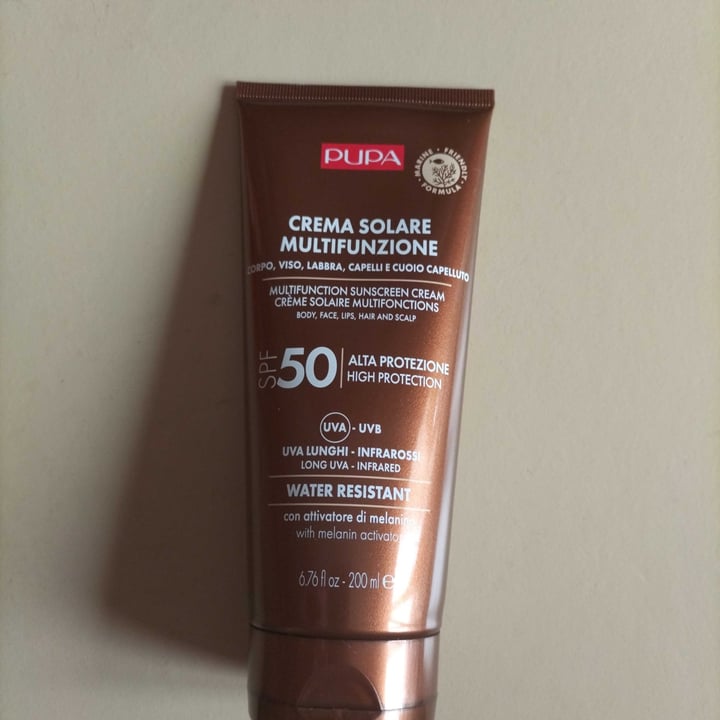 PUPA
MARINE • FRIENDLY • FORMULA •
CREMA SOLARE
MULTIFUNZIONE
CORPO, VISO, LABBRA, CAPELLI E CUOIO CAPELLUTO
MULTIFUNCTION SUNSCREEN CREAM
CRÈME SOLAIRE MULTIFONCTIONS
BODY, FACE, LIPS, HAIR AND SCALP
SPF 50
ALTA PROTEZIONE
HIGH PROTECTION
UVA - UVB
UVA LUNGHI - INFRAROSSI
LONG UVA - INFRARED
WATER RESISTANT
con attivatore di melanina
with melanin activator
6.76 fl oz - 200 ml ℮